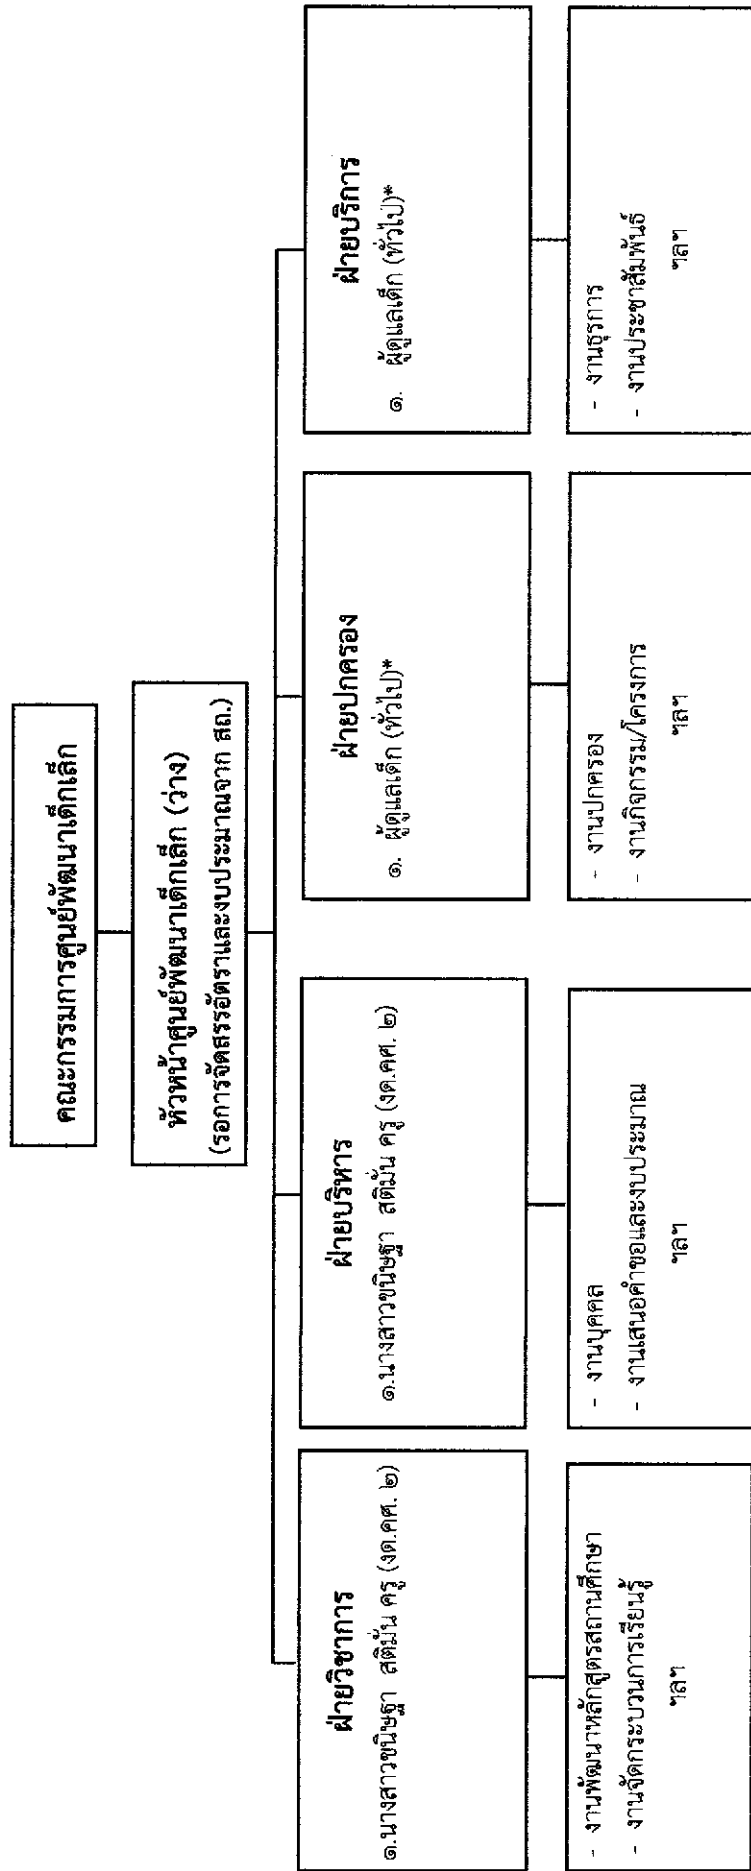 คณะกรรมการศูนย์พัฒนาเด็กเล็ก
หัวหน้าศูนย์พัฒนาเด็กเล็ก (ว่าง)
(รอการจัดสรรอัตราและงบประมาณจาก สถ.)
ฝ่ายวิชาการ
๑.นางสาวขนิษฐา สติมั่น ครู (งด.คศ. ๒)
- งานพัฒนาหลักสูตรสถานศึกษา
- งานจัดกระบวนการเรียนรู้
ฯลฯ
ฝ่ายบริหาร
๑.นางสาวขนิษฐา สติมั่น ครู (งด.คศ. ๒)
- งานบุคคล
- งานเสนอคำขอและงบประมาณ
ฯลฯ
ฝ่ายปกครอง
๑. ผู้ดูแลเด็ก (ทั่วไป)*
- งานปกครอง
- งานกิจกรรม/โครงการ
ฯลฯ
ฝ่ายบริการ
๑. ผู้ดูแลเด็ก (ทั่วไป)*
- งานธุรการ
- งานประชาสัมพันธ์
ฯลฯ